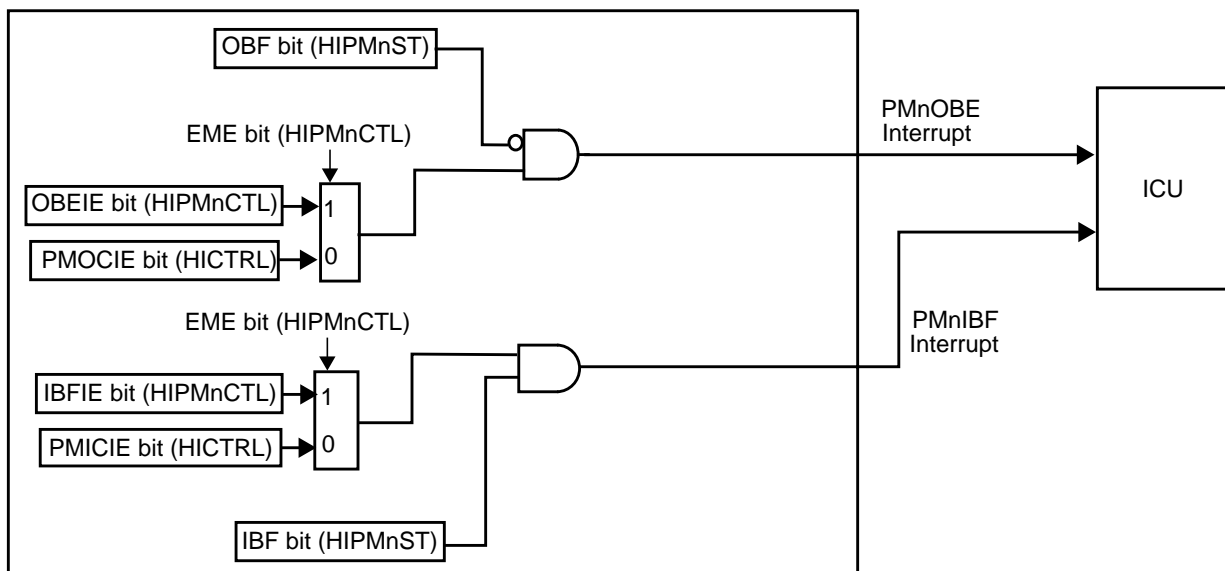 OBF bit (HIPMnST)
EME bit (HIPMnCTL)
PMnOBE
Interrupt
OBEIE bit (HIPMnCTL)
1
ICU
PMOCIE bit (HICTRL)
0
EME bit (HIPMnCTL)
PMnIBF
Interrupt
IBFIE bit (HIPMnCTL)
1
PMICIE bit (HICTRL)
0
IBF bit (HIPMnST)